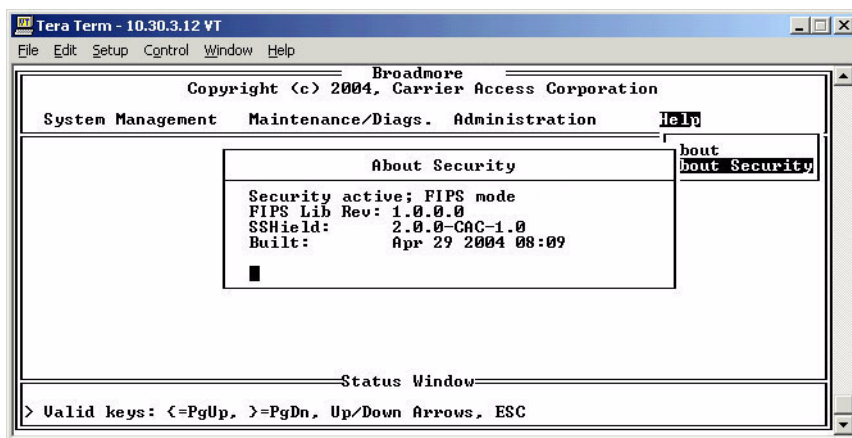 Tera Term - 10.30.3.12 VT
File Edit Setup Control Window Help
Broadmore
Copyright (c) 2004, Carrier Access Corporation
System Management Maintenance/Diags. Administration Help
bout
bout Security
About Security
Security active; FIPS mode
FIPS Lib Rev: 1.0.0.0
SSHield: 2.0.0-CAC-1.0
Built: Apr 29 2004 08:09
Status Window
> Valid keys: {=PgUp, }=PgDn, Up/Down Arrows, ESC